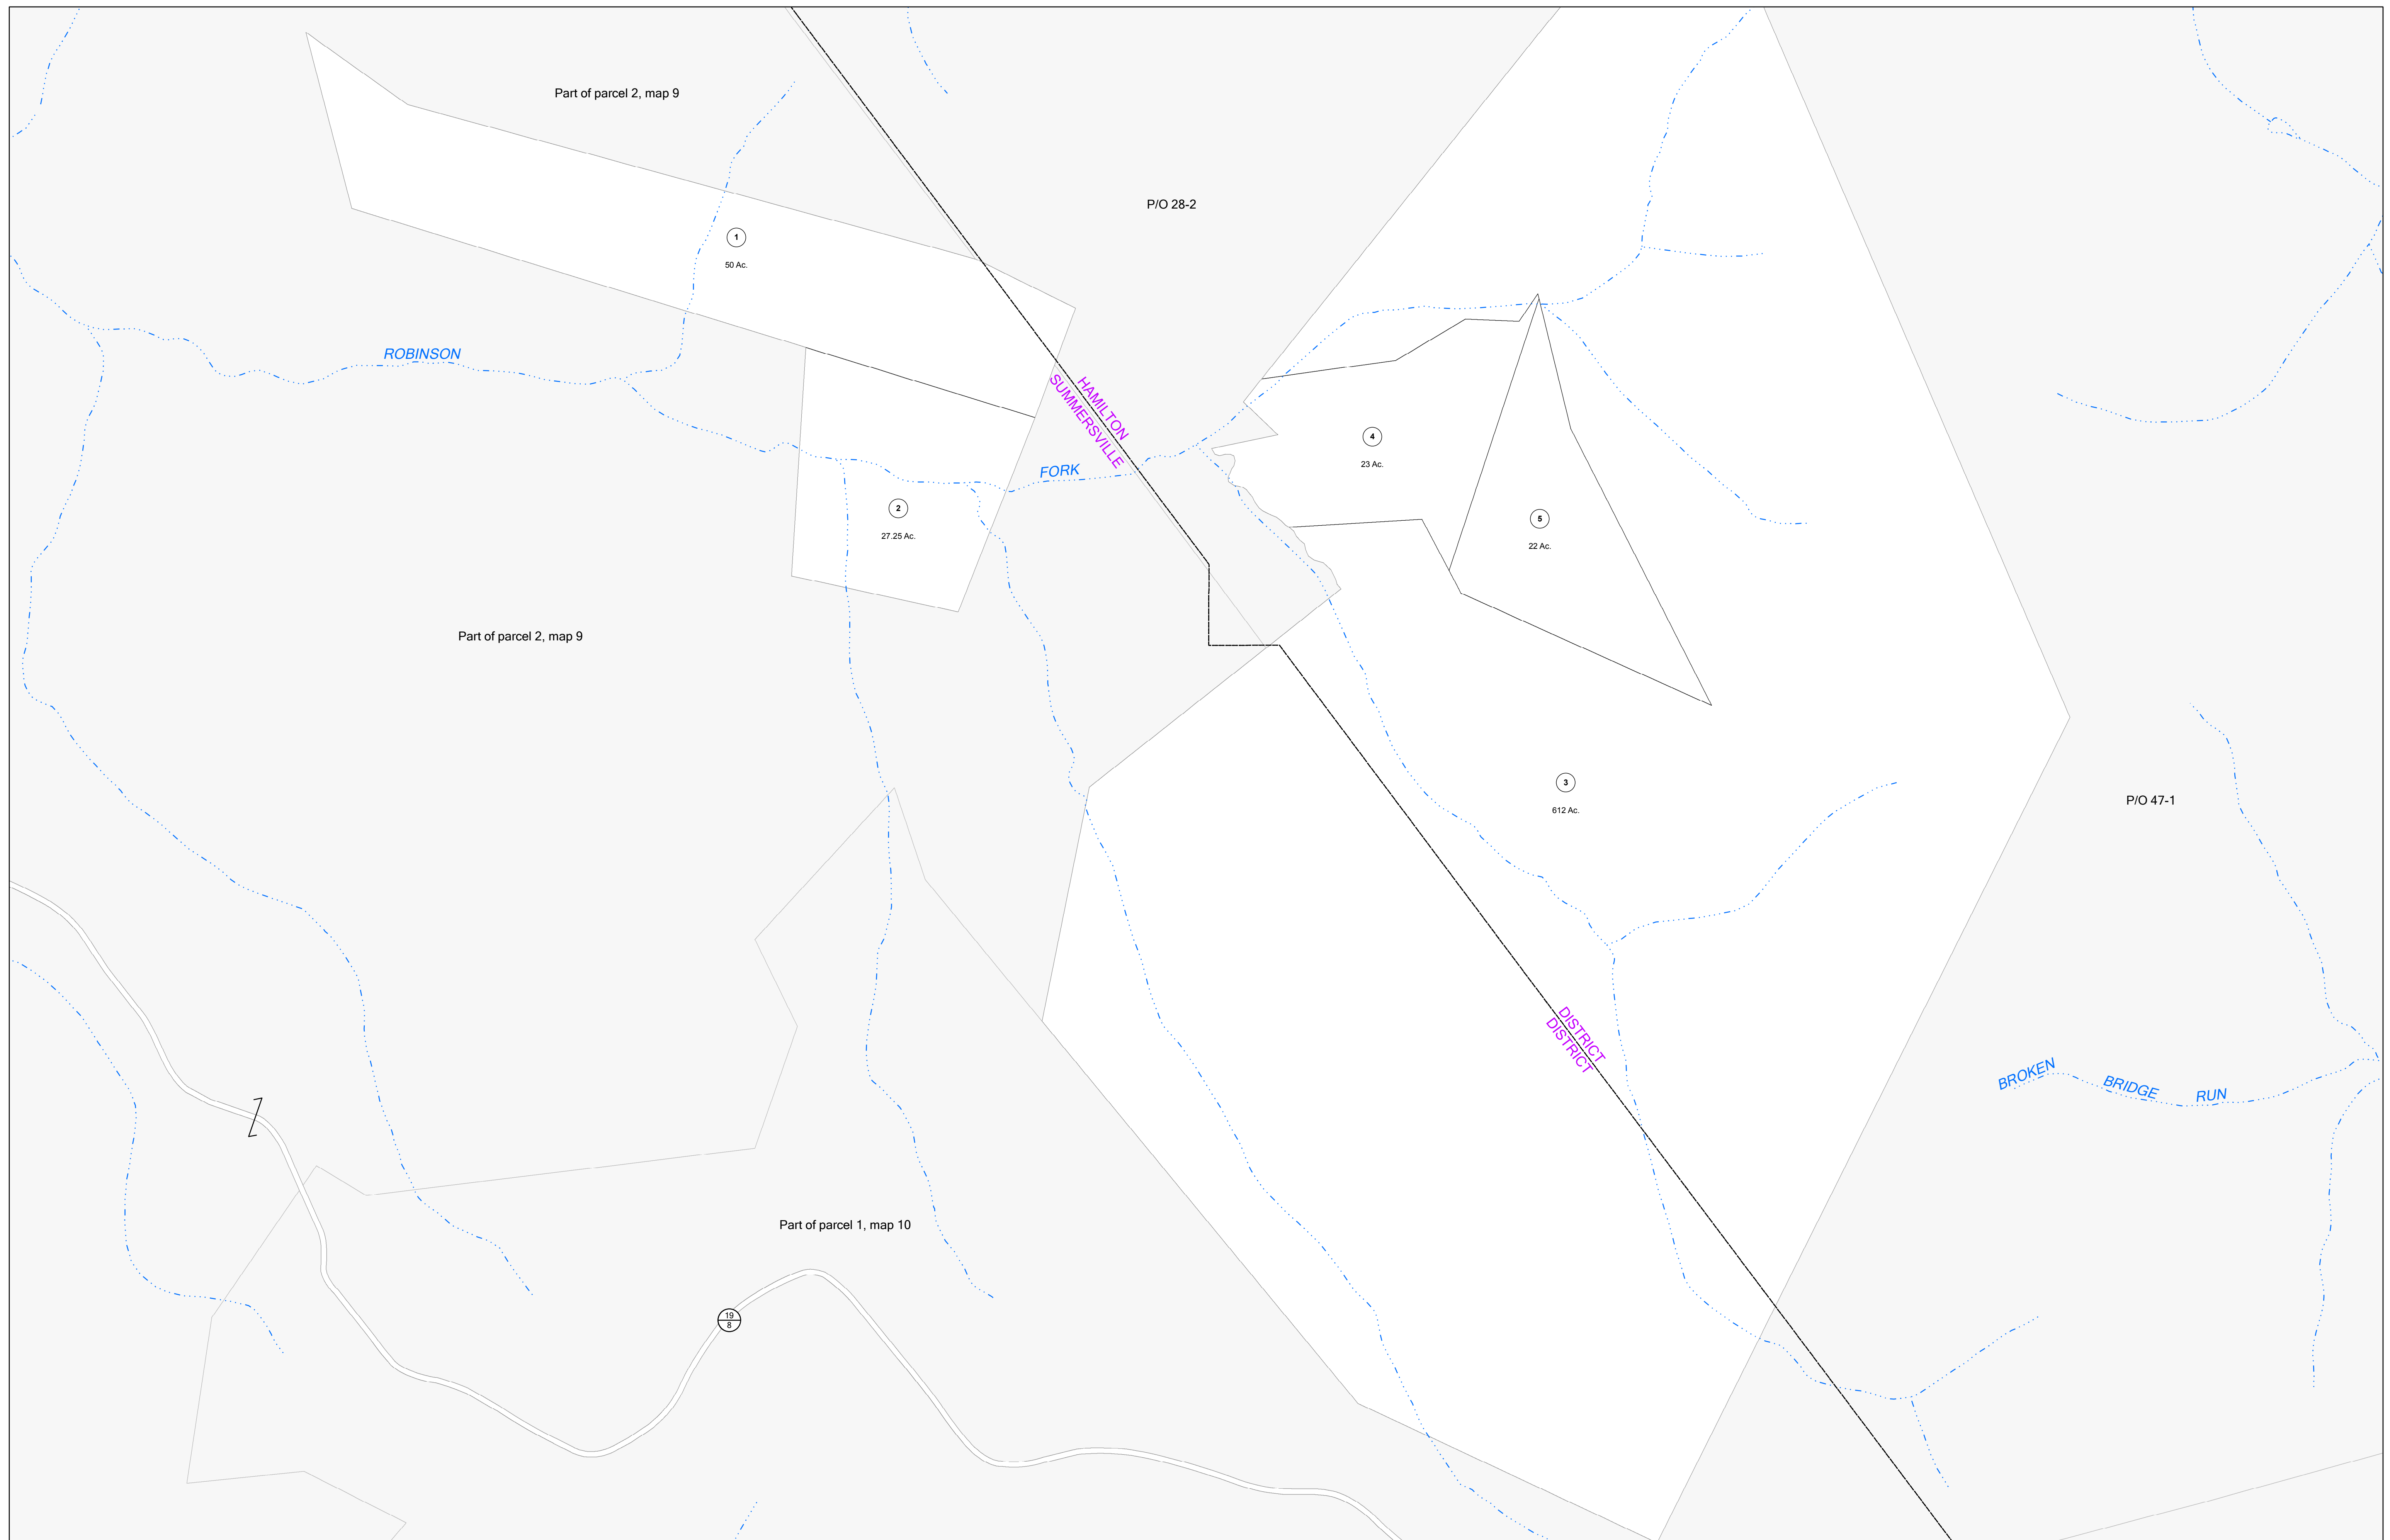 Part of parcel 2, map 9
P/O 28-2
1
50 Ac.
ROBINSON
HAMILTON
SUMMERSVILLE
4
23 Ac.
FORK
2
27.25 Ac.
5
22 Ac.
Part of parcel 2, map 9
3
612 Ac.
P/O 47-1
DISTRICT
DISTRICT
BROKEN BRIDGE RUN
Part of parcel 1, map 10
19
8